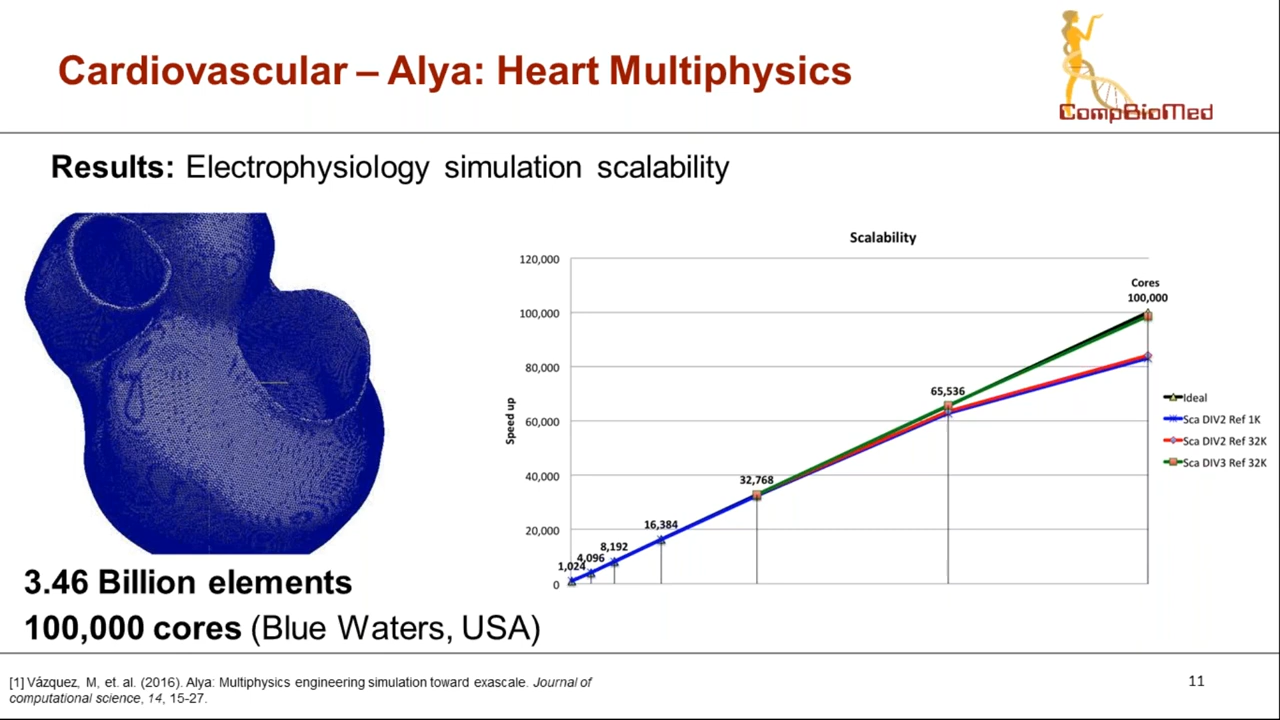 Cardiovascular – Alya: Heart Multiphysics
CompBioMed
Results: Electrophysiology simulation scalability
Scalability
Speed up
120,000
100,000
80,000
60,000
40,000
20,000
0
1,024
4,096
8,192
16,384
32,768
65,536
Cores
100,000
Ideal
Sca DIV2 Ref 1K
Sca DIV2 Ref 32K
Sca DIV3 Ref 32K
3.46 Billion elements
100,000 cores (Blue Waters, USA)
[1] Vázquez, M, et. al. (2016). Alya: Multiphysics engineering simulation toward exascale. Journal of
computational science, 14, 15-27.
11